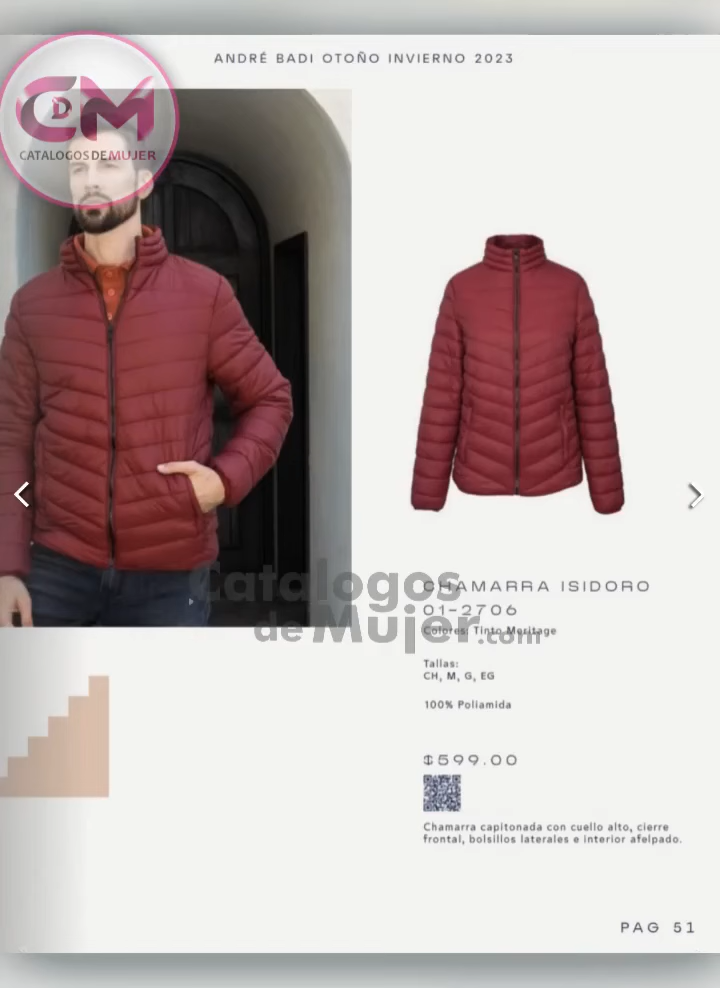 ANDRÉ BADI OTOÑO INVIERNO 2023
CDM
CATALOGOS DE MUJER
Catalogos
de Mujer.com
CHAMARRA ISIDORO
01-2706
Colores: Tinto Meritage
Tallas:
CH, M, G, EG
100% Poliamida
$599.00
Chamarra capitonada con cuello alto, cierre
frontal, bolsillos laterales e interior afelpado.
PAG 51